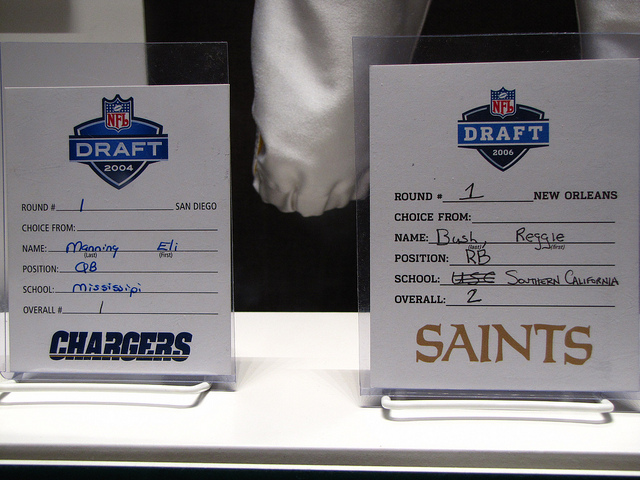 NFL
DRAFT
2004
ROUND # 1 SAN DIEGO
CHOICE FROM:
NAME: Manning Eli
(Last) (First)
POSITION: QB
SCHOOL: Mississippi
OVERALL # 1
CHARGERS
NFL
DRAFT
2006
ROUND # 1 NEW ORLEANS
CHOICE FROM:
NAME: Bush Reggie
(last) (first)
POSITION: RB
SCHOOL: USC SOUTHERN CALIFORNIA
OVERALL: 2
SAINTS